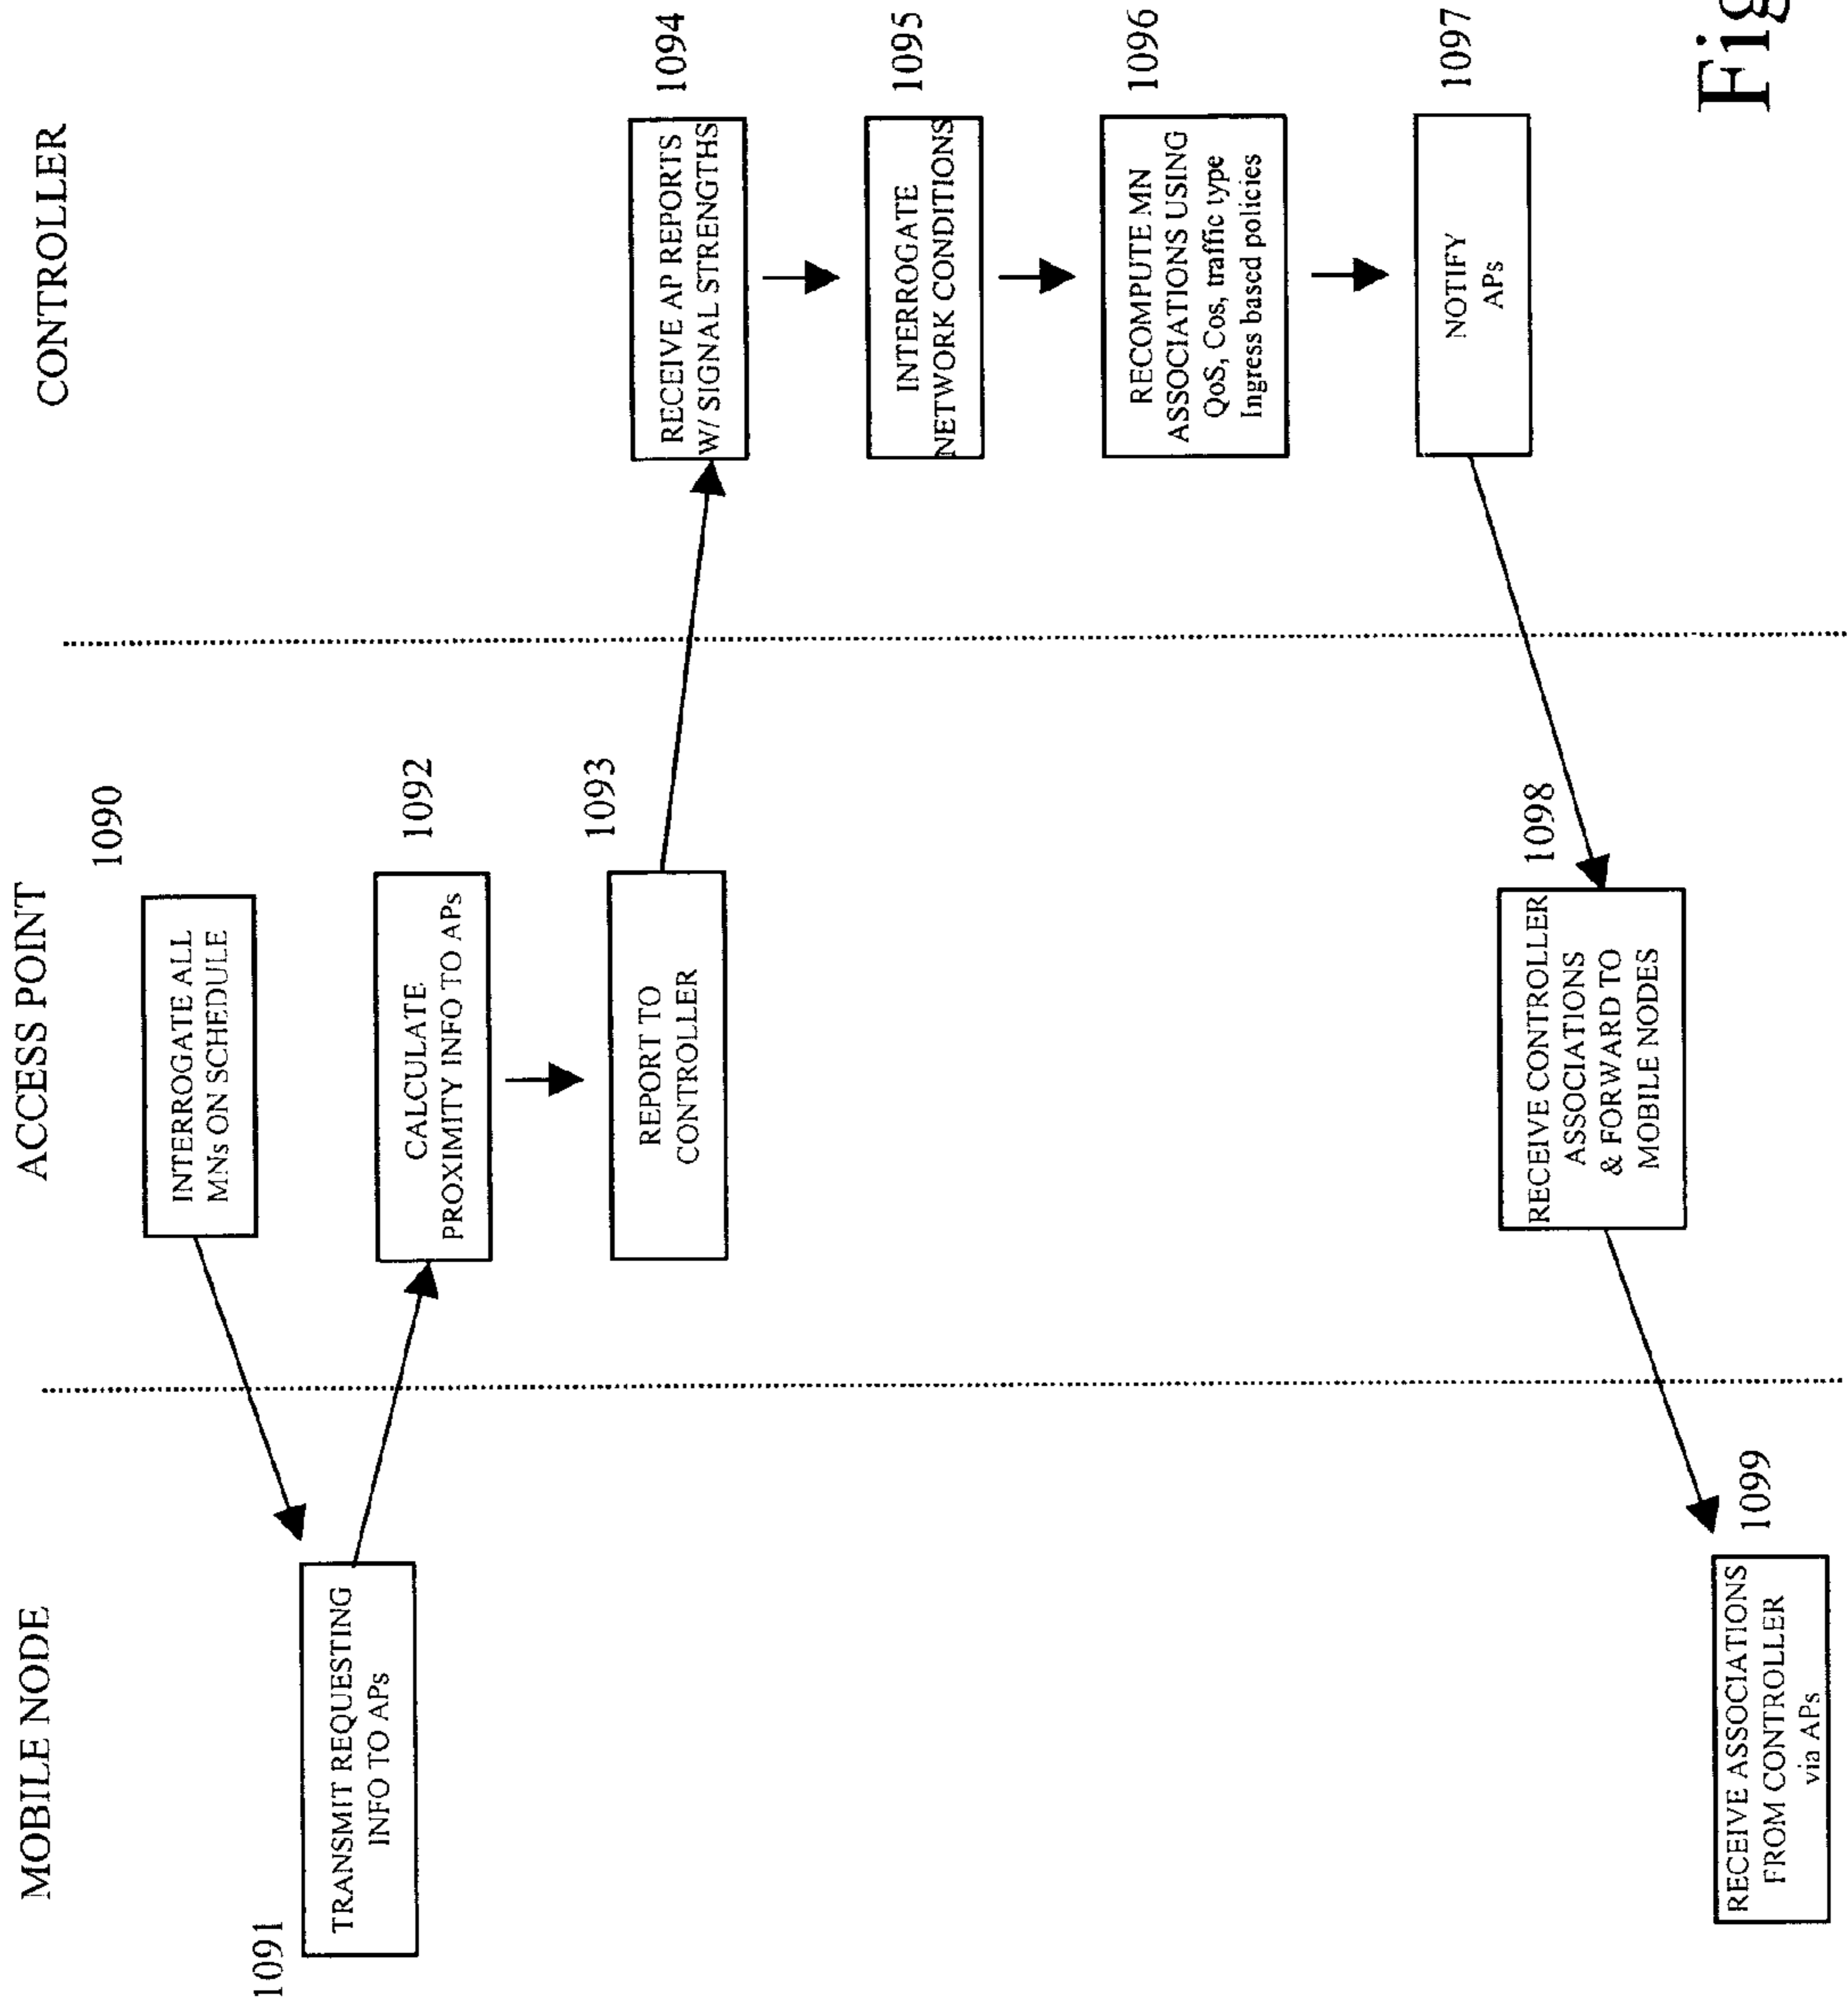 MOBILE NODE
ACCESS POINT
CONTROLLER
1090
INTERROGATE ALL
MNs ON SCHEDULE
1091
TRANSMIT REQUESTING
INFO TO APs
1092
CALCULATE
PROXIMITY INFO TO APs
1093
REPORT TO
CONTROLLER
1094
RECEIVE AP REPORTS
W/ SIGNAL STRENGTHS
1095
INTERROGATE
NETWORK CONDITIONS
1096
RECOMPUTE MN
ASSOCIATIONS USING
QoS, Cos, traffic type
Ingress based policies
1097
NOTIFY
APs
1098
RECEIVE CONTROLLER
ASSOCIATIONS
& FORWARD TO
MOBILE NODES
1099
RECEIVE ASSOCIATIONS
FROM CONTROLLER
via APs
Fig